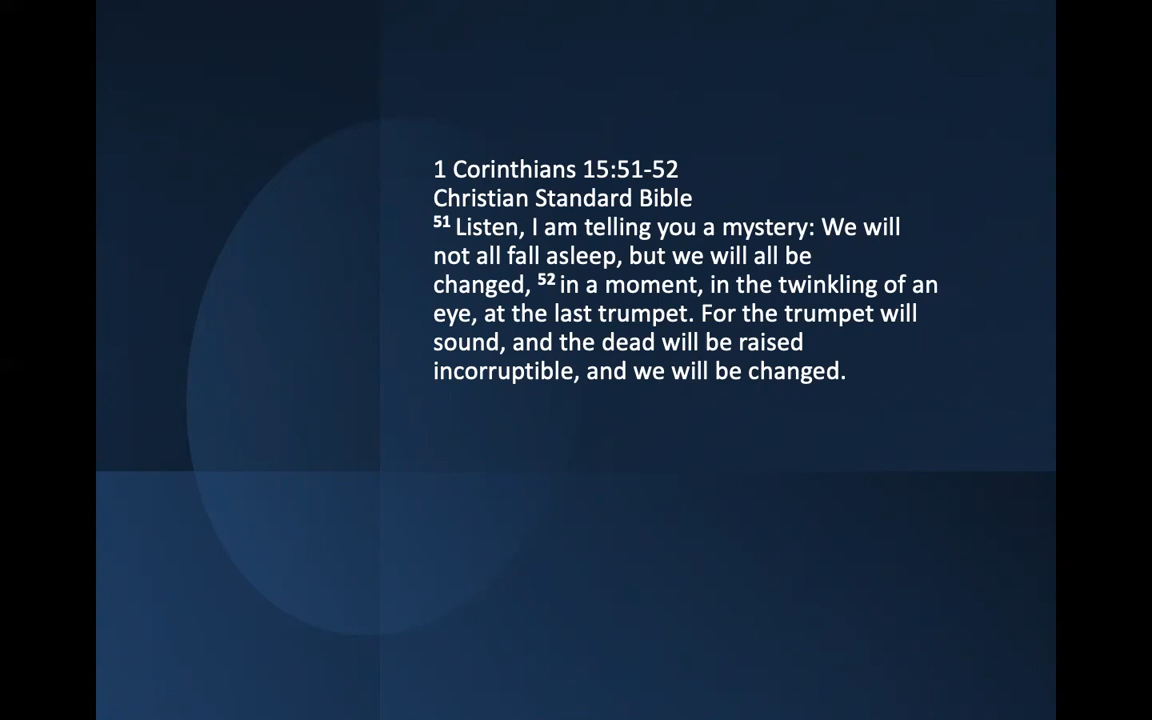 1 Corinthians 15:51-52
Christian Standard Bible
51 Listen, I am telling you a mystery: We will
not all fall asleep, but we will all be
changed, 52 in a moment, in the twinkling of an
eye, at the last trumpet. For the trumpet will
sound, and the dead will be raised
incorruptible, and we will be changed.